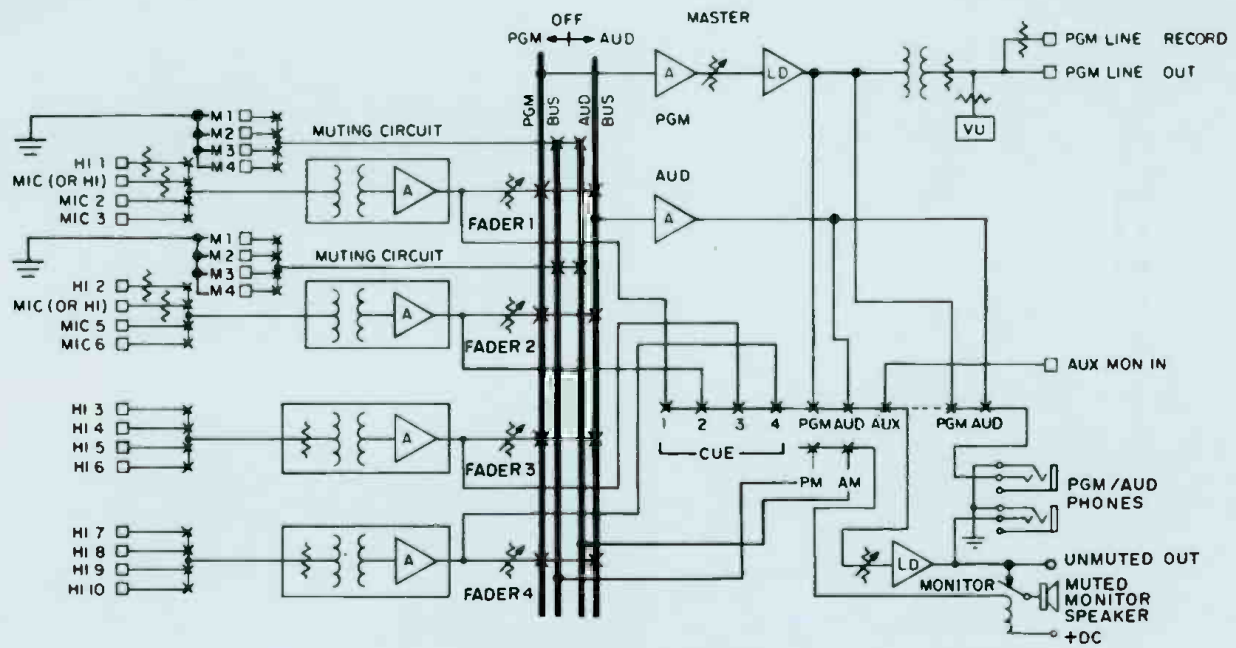 OFF
PGM AUD
MASTER
PGM LINE RECORD
PGM LINE OUT
PGM
BUS
AUD
BUS
A
LD
PGM
VU
M1
M2
M3
M4
MUTING CIRCUIT
HI 1
MIC (OR HI)
MIC 2
MIC 3
A
FADER 1
AUD
A
M1
M2
M3
M4
MUTING CIRCUIT
HI 2
MIC (OR HI)
MIC 5
MIC 6
A
FADER 2
AUX MON IN
1 2 3 4 PGM AUD AUX PGM AUD
CUE
HI 3
HI 4
HI 5
HI 6
A
FADER 3
PM AM
PGM/AUD
PHONES
HI 7
HI 8
HI 9
HI 10
A
FADER 4
LD
MONITOR
UNMUTED OUT
MUTED
MONITOR
SPEAKER
+DC